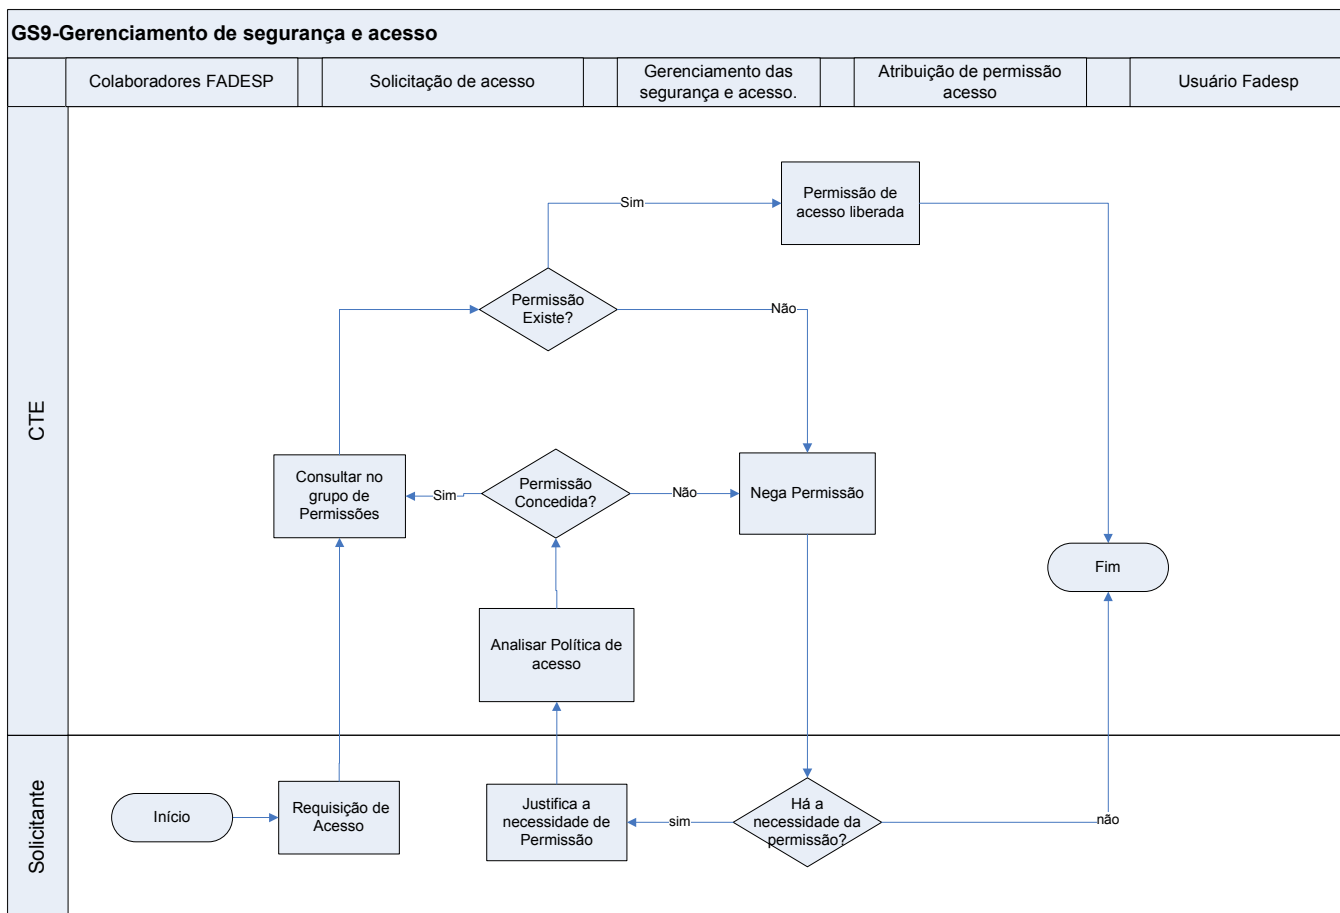 GS9-Gerenciamento de segurança e acesso
Colaboradores FADESP
Solicitação de acesso
Gerenciamento das
segurança e acesso.
Atribuição de permissão
acesso
Usuário Fadesp
CTE
Permissão de
acesso liberada
Sim
Permissão
Existe?
Não
Consultar no
grupo de
Permissões
Sim
Permissão
Concedida?
Não
Nega Permissão
Fim
Analisar Política de
acesso
Solicitante
Início
Requisição de
Acesso
Justifica a
necessidade de
Permissão
sim
Há a
necessidade da
permissão?
não